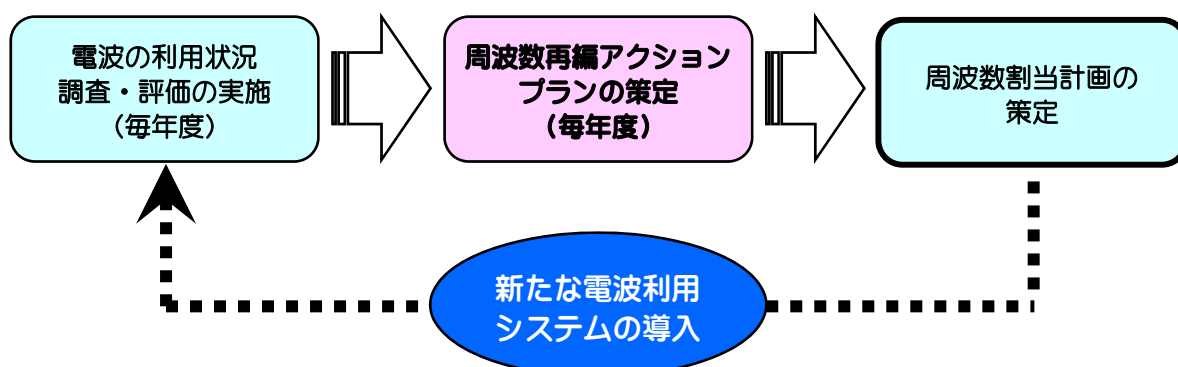 電波の利用状況
調査・評価の実施
（毎年度）
周波数再編アクション
プランの策定
（毎年度）
周波数割当計画の
策定
新たな電波利用
システムの導入